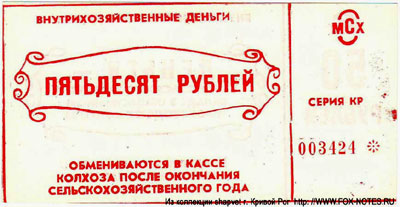 ВНУТРИХОЗЯЙСТВЕННЫЕ ДЕНЬГИ
МСХ
ПЯТЬДЕСЯТ РУБЛЕЙ
СЕРИЯ КР
003424 *
ОБМЕНИВАЮТСЯ В КАССЕ
КОЛХОЗА ПОСЛЕ ОКОНЧАНИЯ
СЕЛЬСКОХОЗЯЙСТВЕННОГО ГОДА
Из коллекции sharvel г. Кривой Рог http://WWW.FOX-NOTES.RU